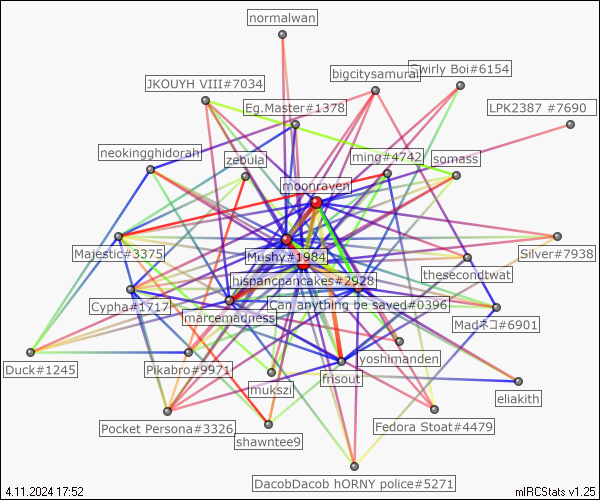 normalwan
bigcitysamurai
Swirly Boi#6154
JKOUYH VIII#7034
Eg.Master#1378
LPK2387 #7690
neokingghidorah
zebula
ming#4742
somass
moonraven
Majestic#3375
Mushy#1984
Silver#7938
thesecondwat
hispancpancakes#2928
Cypha#1717
Can anything be saved#0396
marcemadness
Madネコ#6901
yoshimanden
Duck#1245
Pikabro#9971
frisout
mukszi
eliakith
Pocket Persona#3326
Fedora Stoat#4479
shawntee9
DacobDacob hORNY police#5271
4.11.2024 17:52
mIRCStats v1.25